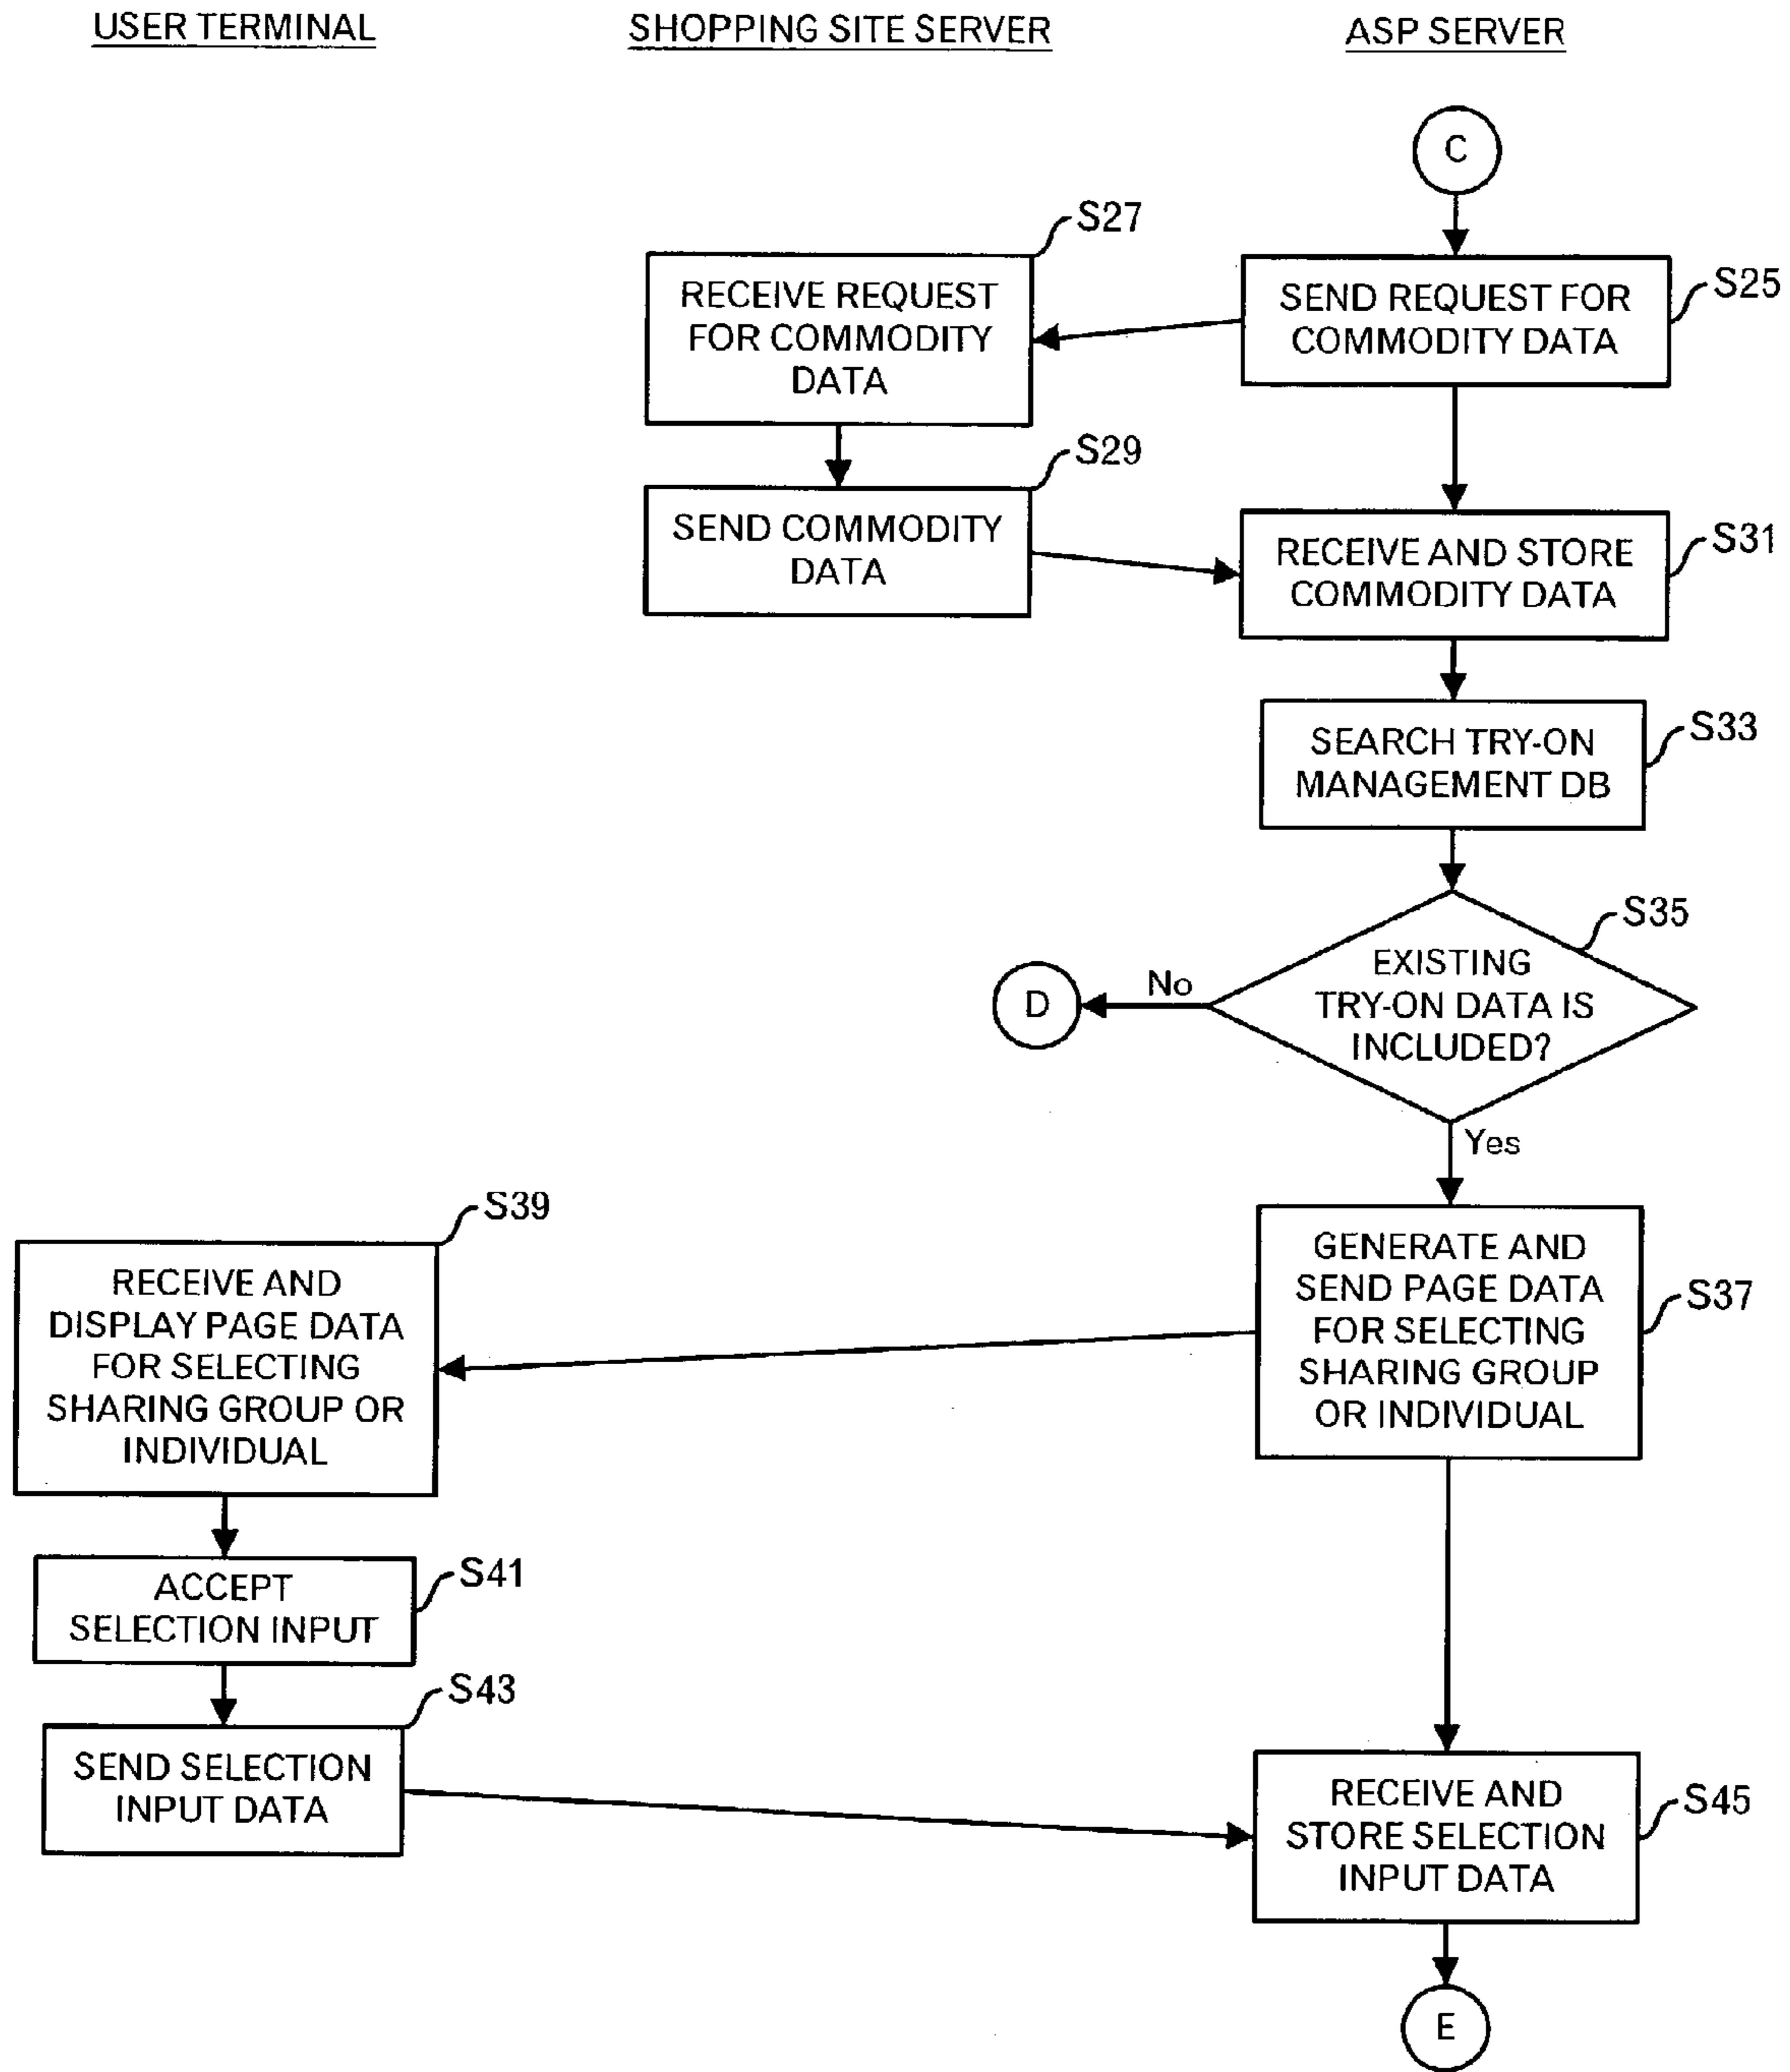 USER TERMINAL
SHOPPING SITE SERVER
ASP SERVER
C
S27
RECEIVE REQUEST
FOR COMMODITY
DATA
S25
SEND REQUEST FOR
COMMODITY DATA
S29
SEND COMMODITY
DATA
S31
RECEIVE AND STORE
COMMODITY DATA
S33
SEARCH TRY-ON
MANAGEMENT DB
S35
EXISTING
TRY-ON DATA IS
INCLUDED?
No
D
Yes
S39
RECEIVE AND
DISPLAY PAGE DATA
FOR SELECTING
SHARING GROUP OR
INDIVIDUAL
S37
GENERATE AND
SEND PAGE DATA
FOR SELECTING
SHARING GROUP
OR INDIVIDUAL
S41
ACCEPT
SELECTION INPUT
S43
SEND SELECTION
INPUT DATA
S45
RECEIVE AND
STORE SELECTION
INPUT DATA
E